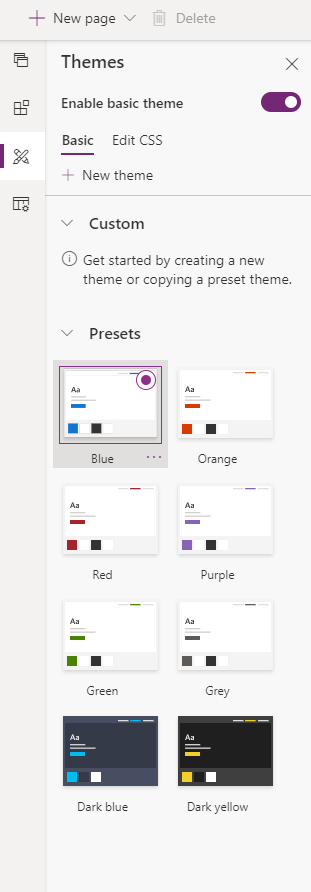 New page Delete
Themes
Enable basic theme
Basic Edit CSS
New theme
Custom
Get started by creating a new
theme or copying a preset theme.
Presets
Aa Aa
Blue ... Orange
Aa Aa
Red Purple
Aa Aa
Green Grey
Aa Aa
Dark blue Dark yellow